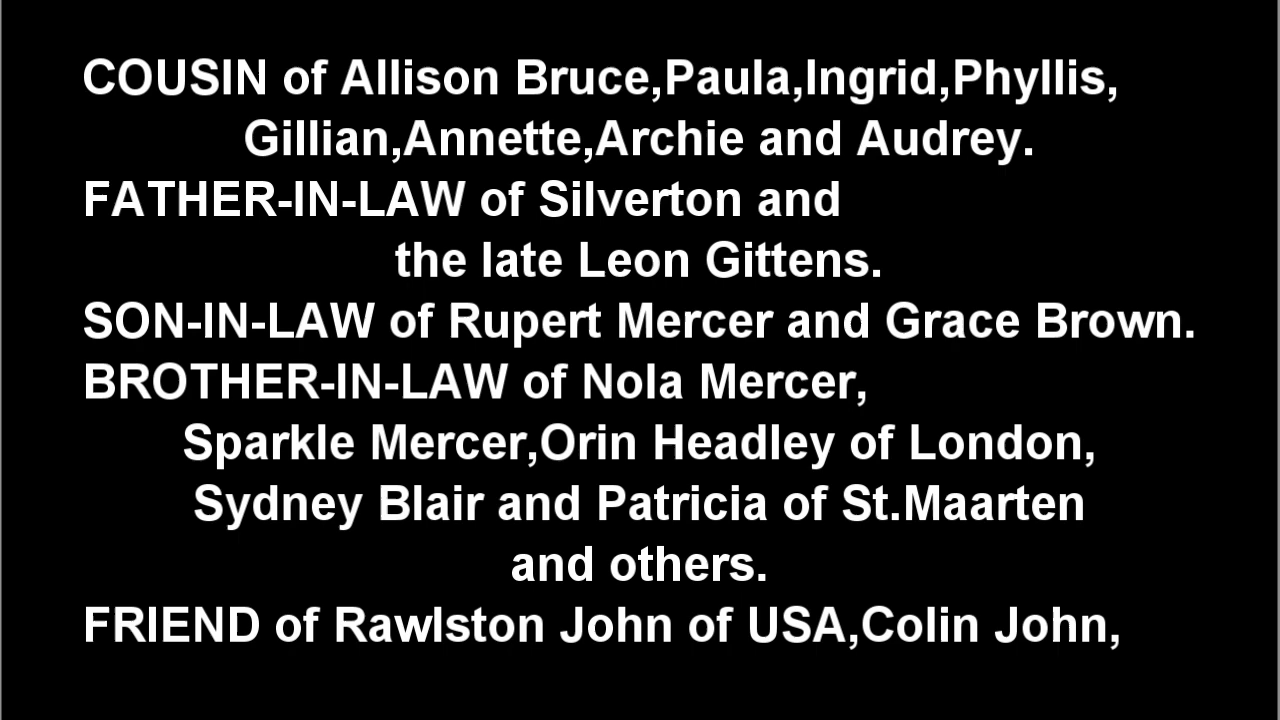 COUSIN of Allison Bruce,Paula,Ingrid,Phyllis,
Gillian,Annette,Archie and Audrey.
FATHER-IN-LAW of Silverton and
the late Leon Gittens.
SON-IN-LAW of Rupert Mercer and Grace Brown.
BROTHER-IN-LAW of Nola Mercer,
Sparkle Mercer,Orin Headley of London,
Sydney Blair and Patricia of St.Maarten
and others.
FRIEND of Rawlston John of USA,Colin John,